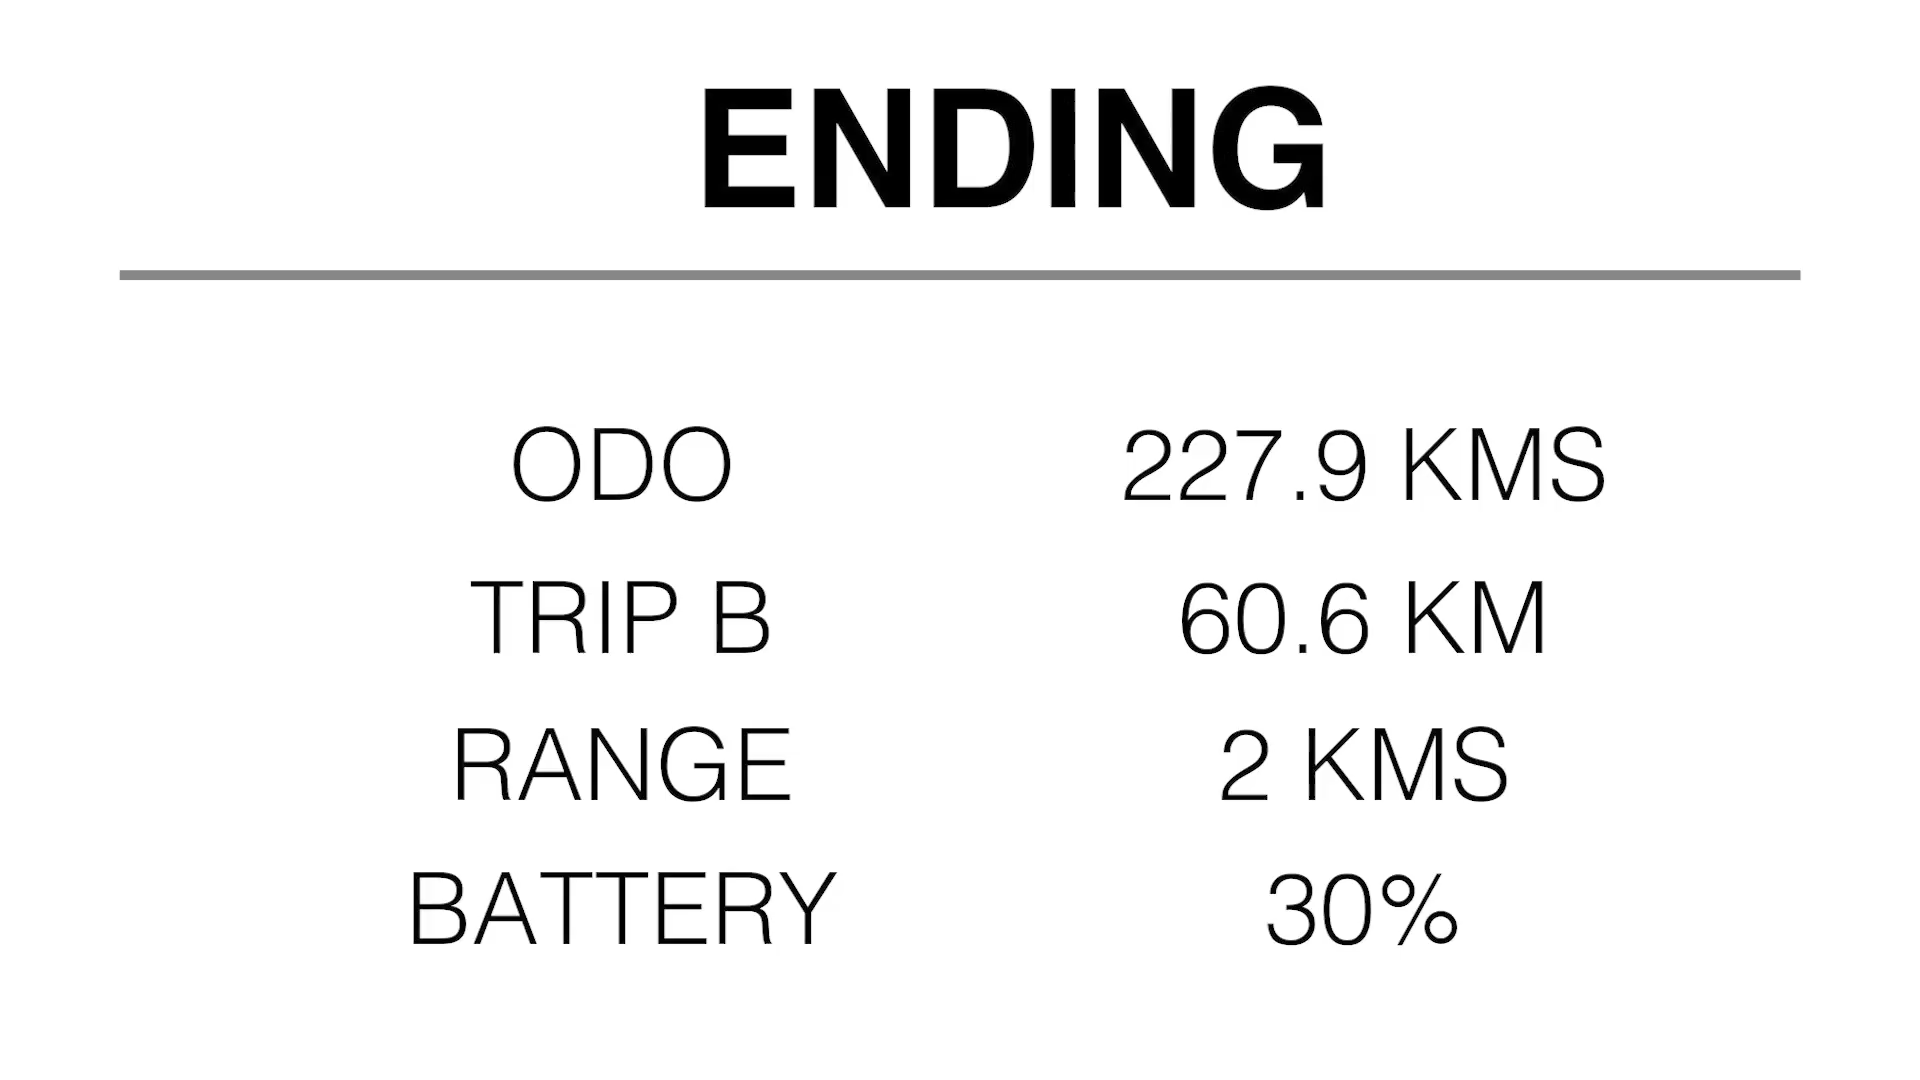 ENDING
ODO 227.9 KMS
TRIP B 60.6 KM
RANGE 2 KMS
BATTERY 30%